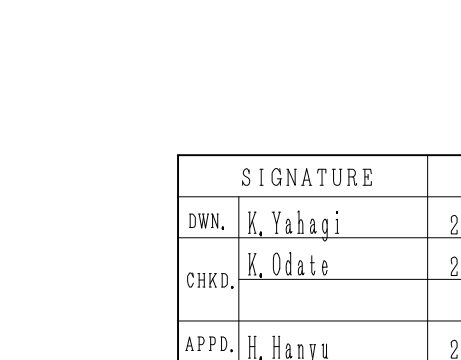 SIGNATURE
DWN. K. Yahagi 2
CHKD. K. Odate 2
APPD. H. Hanyu 2